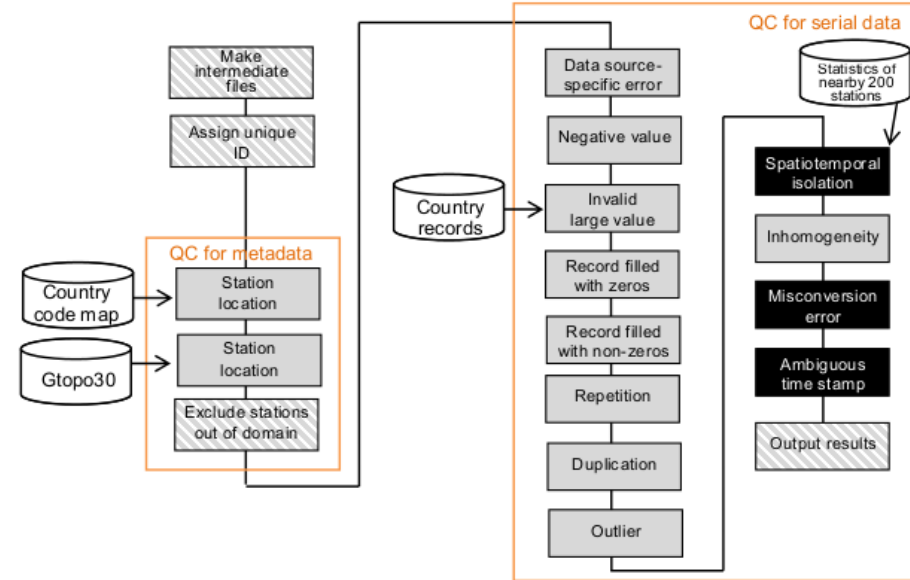 Make
intermediate
files
Assign unique
ID
QC for metadata
Country
code map
Station
location
Gtopo30
Station
location
Exclude stations
out of domain
QC for serial data
Data source-
specific error
Negative value
Country
records
Invalid
large value
Record filled
with zeros
Record filled
with non-zeros
Repetition
Duplication
Outlier
Statistics of
nearby 200
stations
Spatiotemporal
isolation
Inhomogeneity
Misconversion
error
Ambiguous
time stamp
Output results